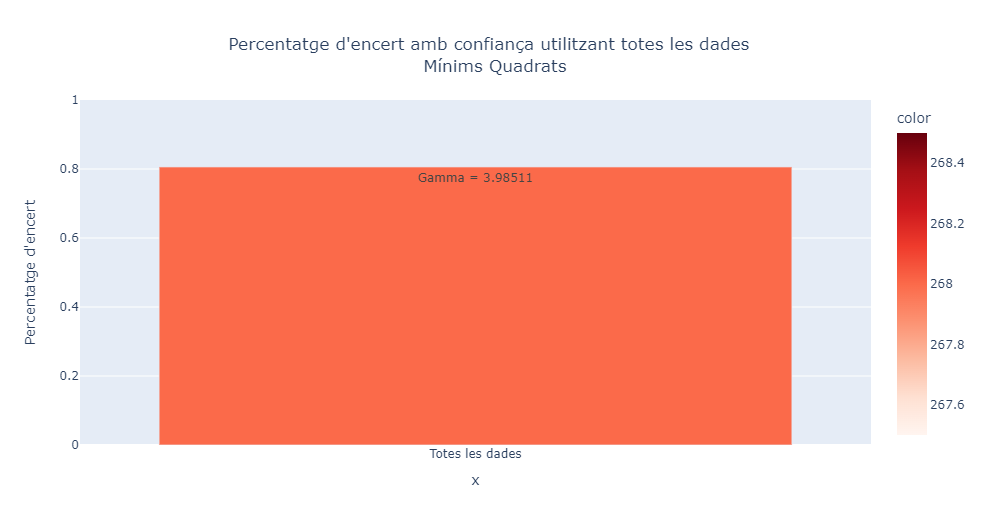 Percentatge d'encert amb confiança utilitzant totes les dades
Mínims Quadrats
Percentatge d'encert
1
0.8
0.6
0.4
0.2
0
Gamma = 3.98511
Totes les dades
x
color
268.4
268.2
268
267.8
267.6